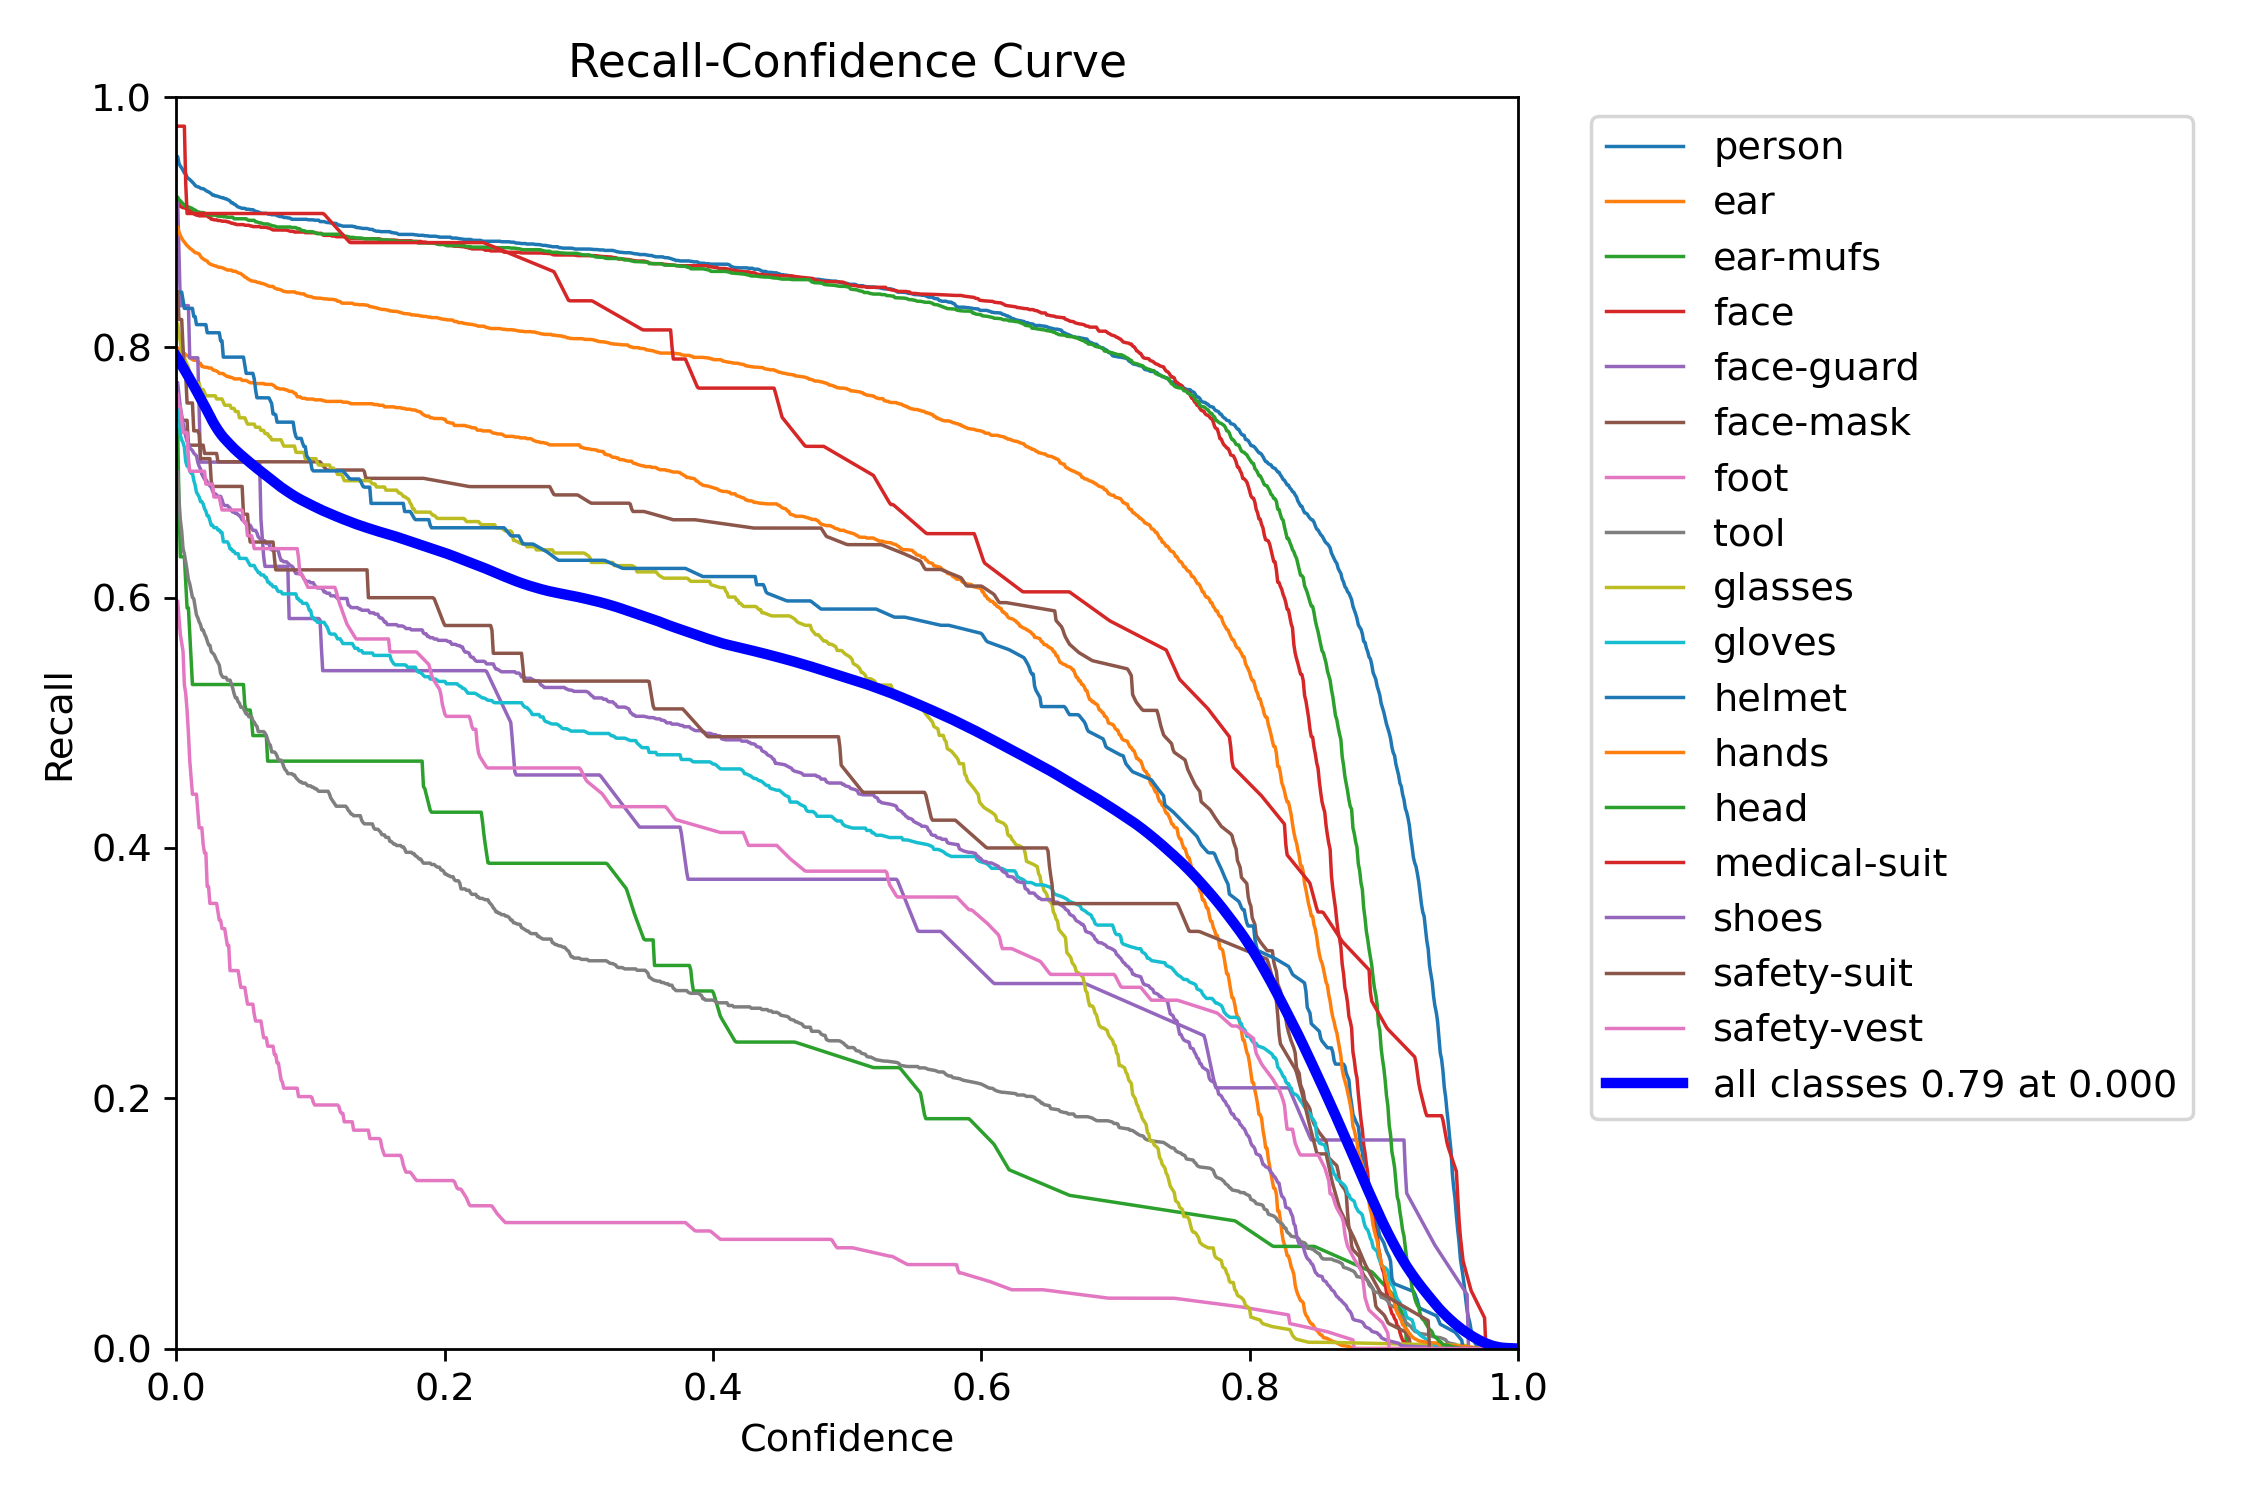 Recall-Confidence Curve
1.0
0.8
0.6
0.4
0.2
0.0
Recall
0.0 0.2 0.4 0.6 0.8 1.0
Confidence
person
ear
ear-mufs
face
face-guard
face-mask
foot
tool
glasses
gloves
helmet
hands
head
medical-suit
shoes
safety-suit
safety-vest
all classes 0.79 at 0.000